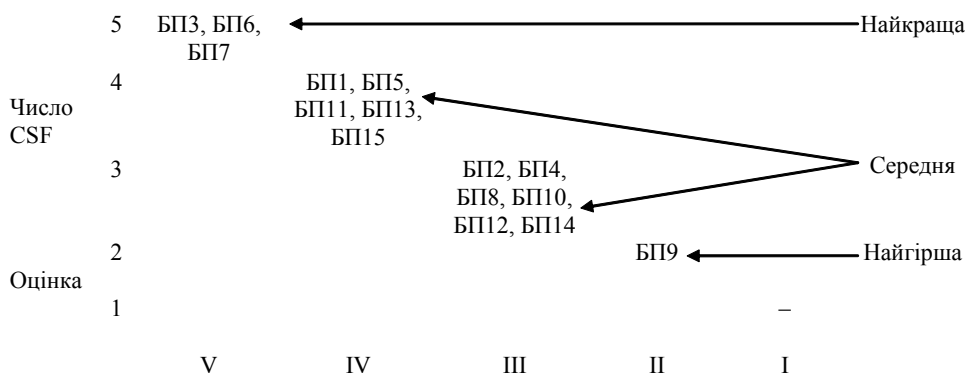 5 БП3, БП6, Найкраща
БП7
4 БП1, БП5,
Число БП11, БП13,
CSF БП15
3 БП2, БП4, Середня
БП8, БП10,
БП12, БП14
2 БП9 Найгірша
Оцінка
1 –
V IV III II I